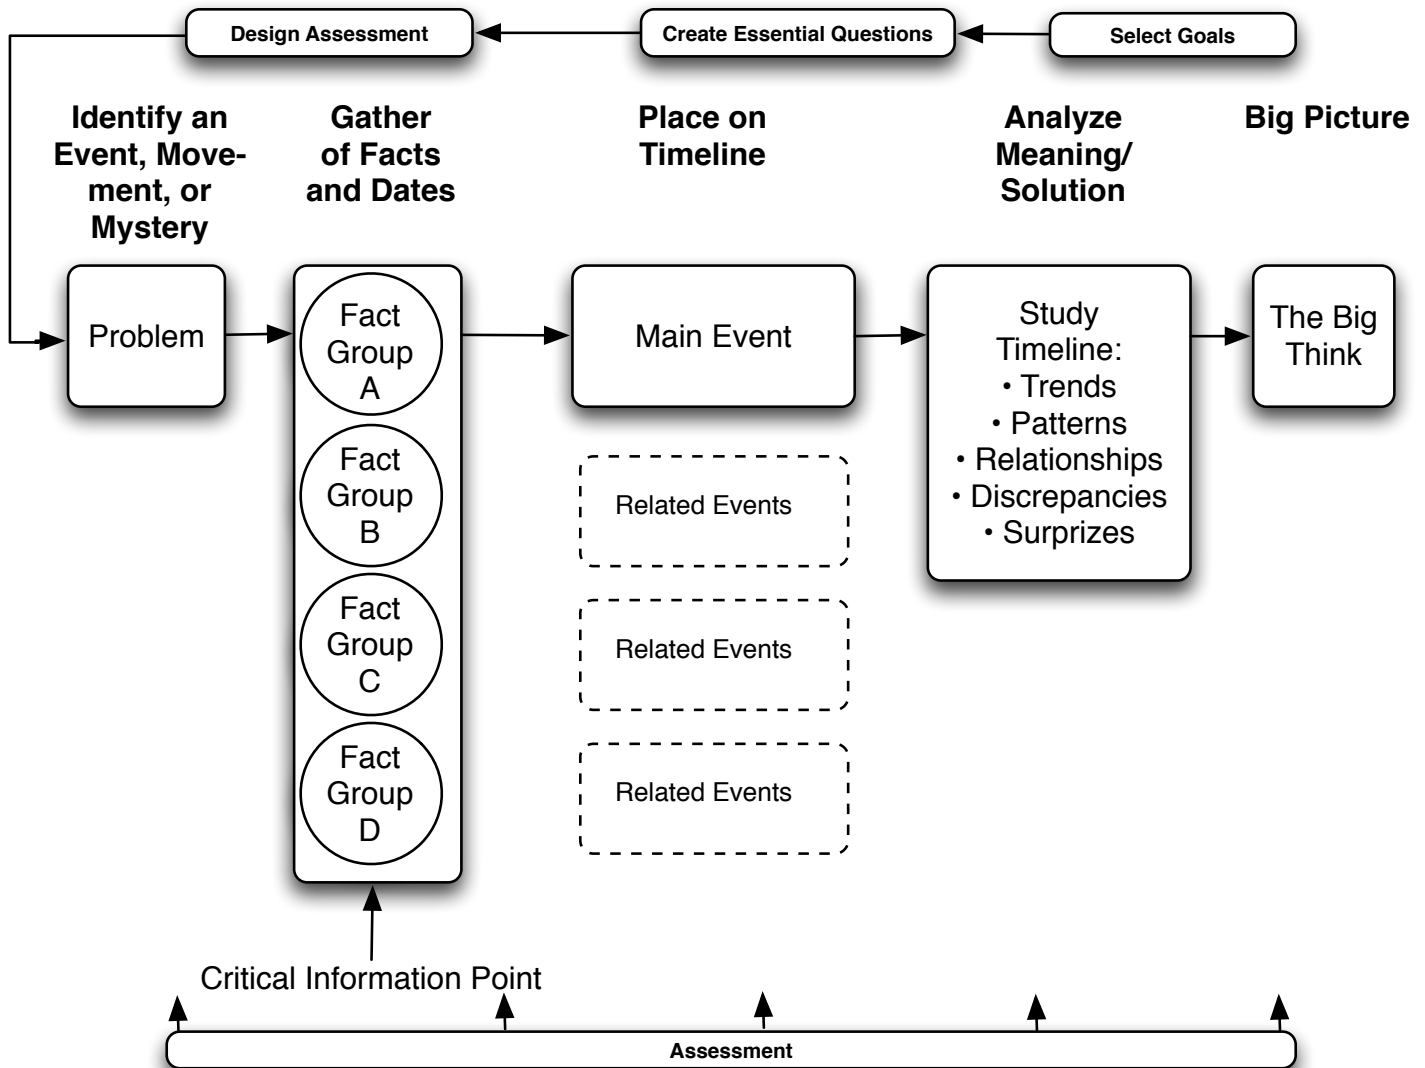 Design Assessment
Create Essential Questions
Select Goals
Identify an
Event, Move-
ment, or
Mystery
Gather
of Facts
and Dates
Place on
Timeline
Analyze
Meaning/
Solution
Big Picture
Problem
Fact
Group
A
Fact
Group
B
Fact
Group
C
Fact
Group
D
Main Event
Related Events
Related Events
Related Events
Study
Timeline:
• Trends
• Patterns
• Relationships
• Discrepancies
• Surprizes
The Big
Think
Critical Information Point
Assessment